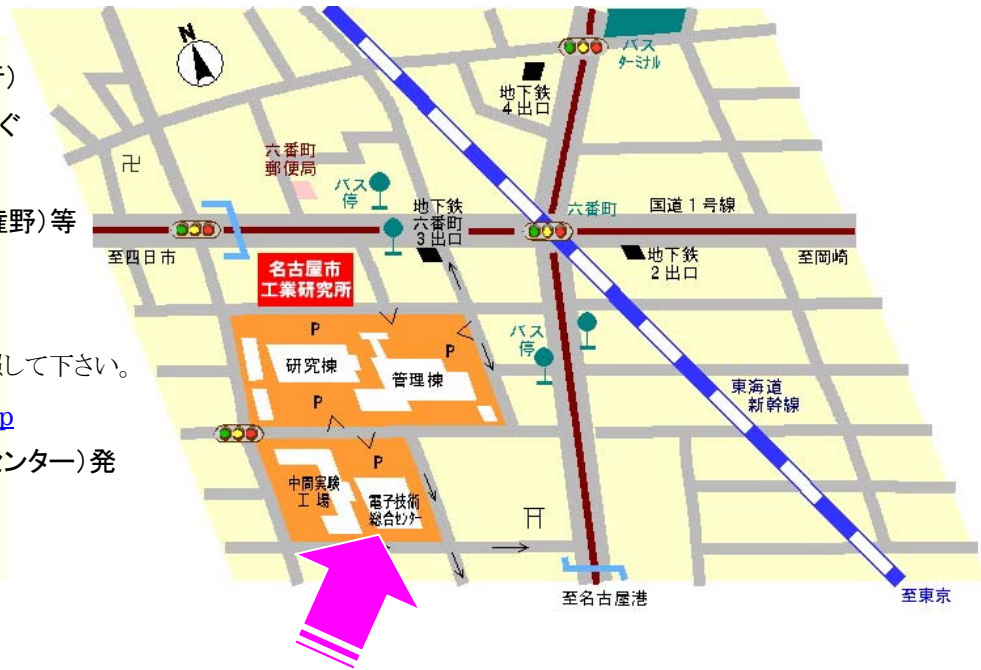 ぐ
野)等
照して下さい。
p
センター)発
N
バス
ターミナル
地下鉄
4出口
卍
六番町
郵便局
バス
停
地下鉄
六番町
3出口
六番町
国道1号線
至四日市
地下鉄
2出口
至岡崎
名古屋市
工業研究所
P
研究棟
管理棟
P
P
バス
停
東海道
新幹線
P
中間実験
工場
電子技術
総合センター
至名古屋港
至東京